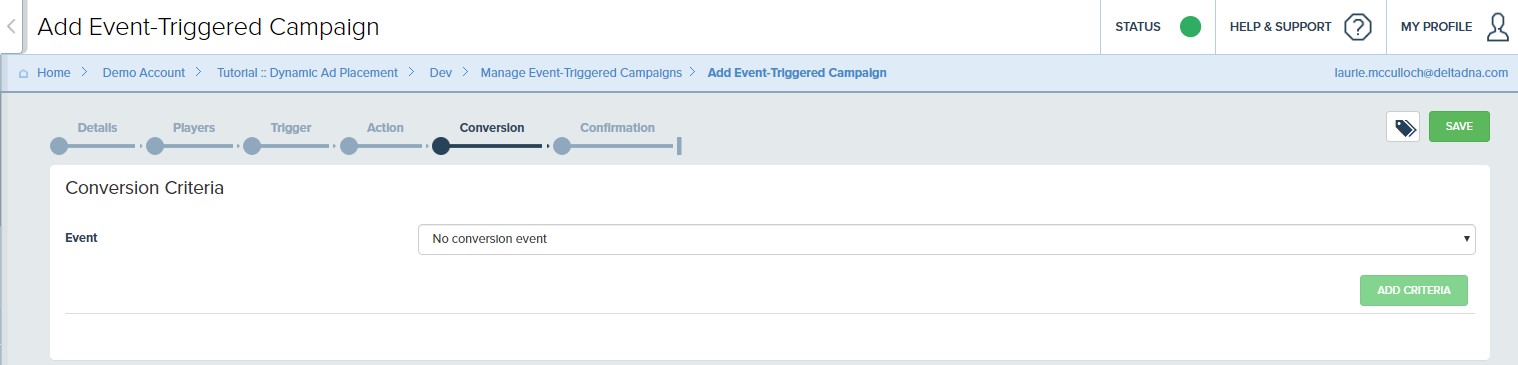 Add Event-Triggered Campaign
STATUS
HELP & SUPPORT ?
MY PROFILE
Home > Demo Account > Tutorial :: Dynamic Ad Placement > Dev > Manage Event-Triggered Campaigns > Add Event-Triggered Campaign
laurie.mcculloch@deltadna.com
Details Players Trigger Action Conversion Confirmation
SAVE
Conversion Criteria
Event
No conversion event
ADD CRITERIA